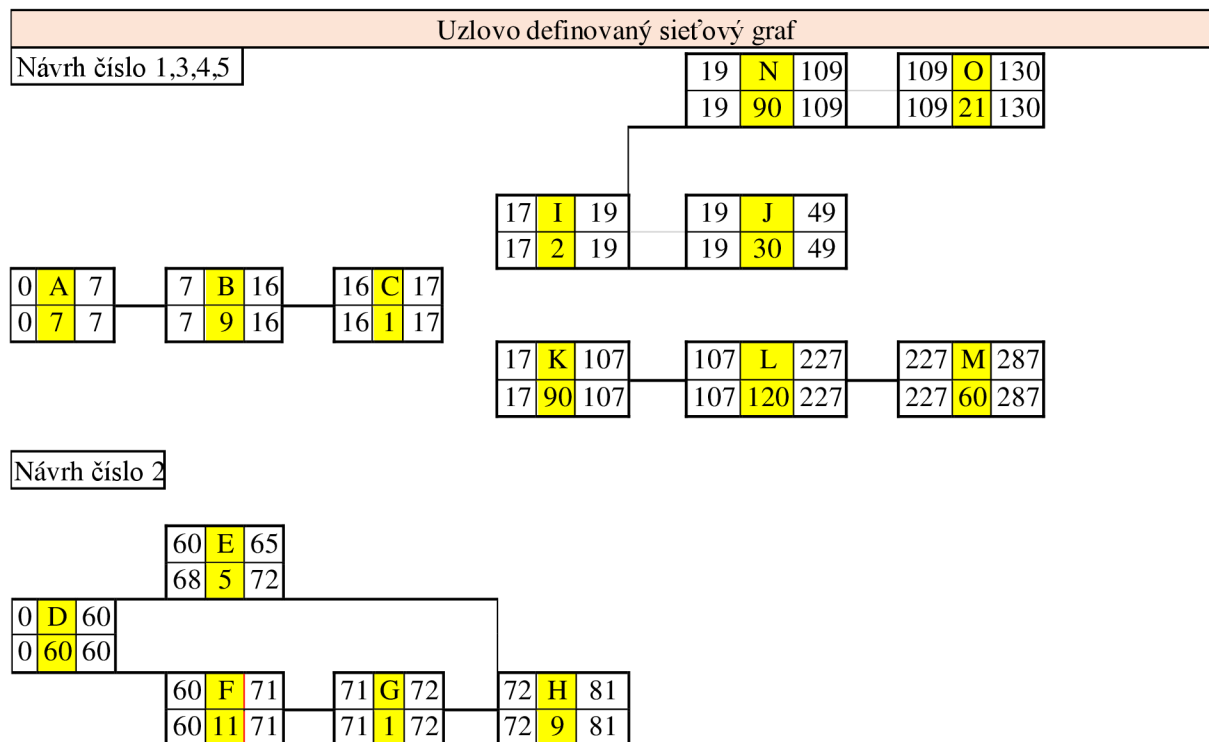 Uzlovo definovaný sieťový graf
Návrh číslo 1,3,4,5
19 N 109 109 O 130
19 90 109 109 21 130
17 I 19 19 J 49
17 2 19 19 30 49
0 A 7 7 B 16 16 C 17
0 7 7 7 9 16 16 1 17
17 K 107 107 L 227 227 M 287
17 90 107 107 120 227 227 60 287
Návrh číslo 2
60 E 65
68 5 72
0 D 60
0 60 60
60 F 71 71 G 72 72 H 81
60 11 71 71 1 72 72 9 81